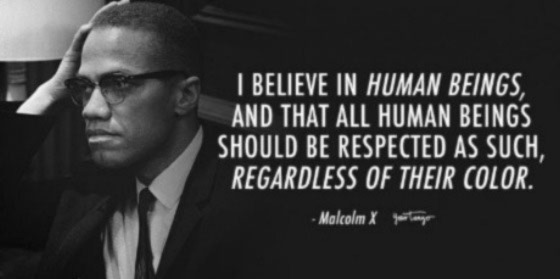 I BELIEVE IN HUMAN BEINGS,
AND THAT ALL HUMAN BEINGS
SHOULD BE RESPECTED AS SUCH,
REGARDLESS OF THEIR COLOR.
- Malcolm X yourtango